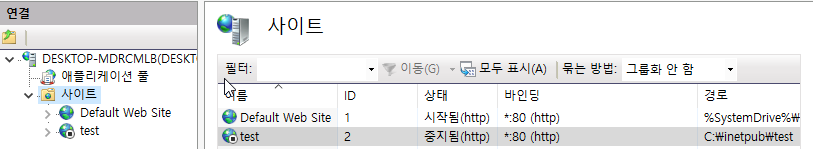 연결
DESKTOP-MDRCMLB(DESKT
애플리케이션 풀
사이트
Default Web Site
test
사이트
필터:
이동(G)
모두 표시(A)
묶는 방법:
그룹화 안 함
이름 ID 상태 바인딩 경로
Default Web Site 1 시작됨(http) *:80 (http) %SystemDrive%₩
test 2 중지됨(http) *:80 (http) C:₩inetpub₩test